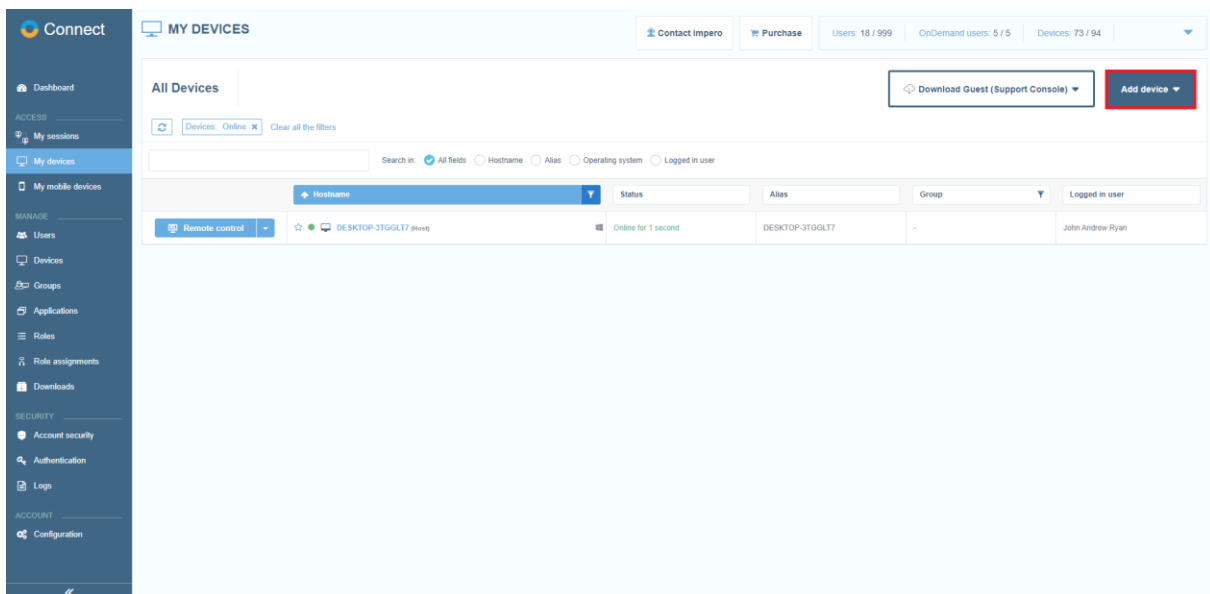 Connect
MY DEVICES
Contact Impero
Purchase
Users: 18 / 999
OnDemand users: 5 / 5
Devices: 73 / 94
Dashboard
ACCESS
My sessions
My devices
My mobile devices
MANAGE
Users
Devices
Groups
Applications
Roles
Role assignments
Downloads
SECURITY
Account security
Authentication
Logs
ACCOUNT
Configuration
All Devices
Download Guest (Support Console)
Add device
Devices: Online
Clear all the filters
Search in: All fields Hostname Alias Operating system Logged in user
Hostname Status Alias Group Logged in user
Remote control DESKTOP-3TGGLT7 (Host) Online for 1 second DESKTOP-3TGGLT7 - John Andrew Ryan